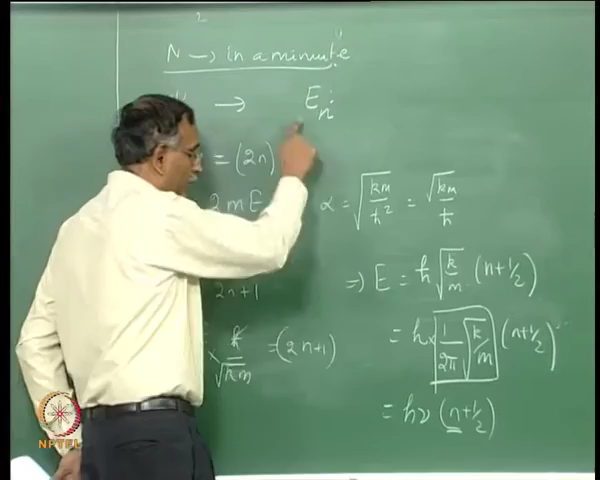 2
N → in a minute
→ E_n
= (2n)
2mE
α = √(km/ħ²) = √km/ħ
2n+1
⇒ E = ħ √(k/m) (n+½)
× ħ/√km = (2n+1)
= h × 1/2π √(k/m) (n+½)
= hν (n+½)
NPTEL